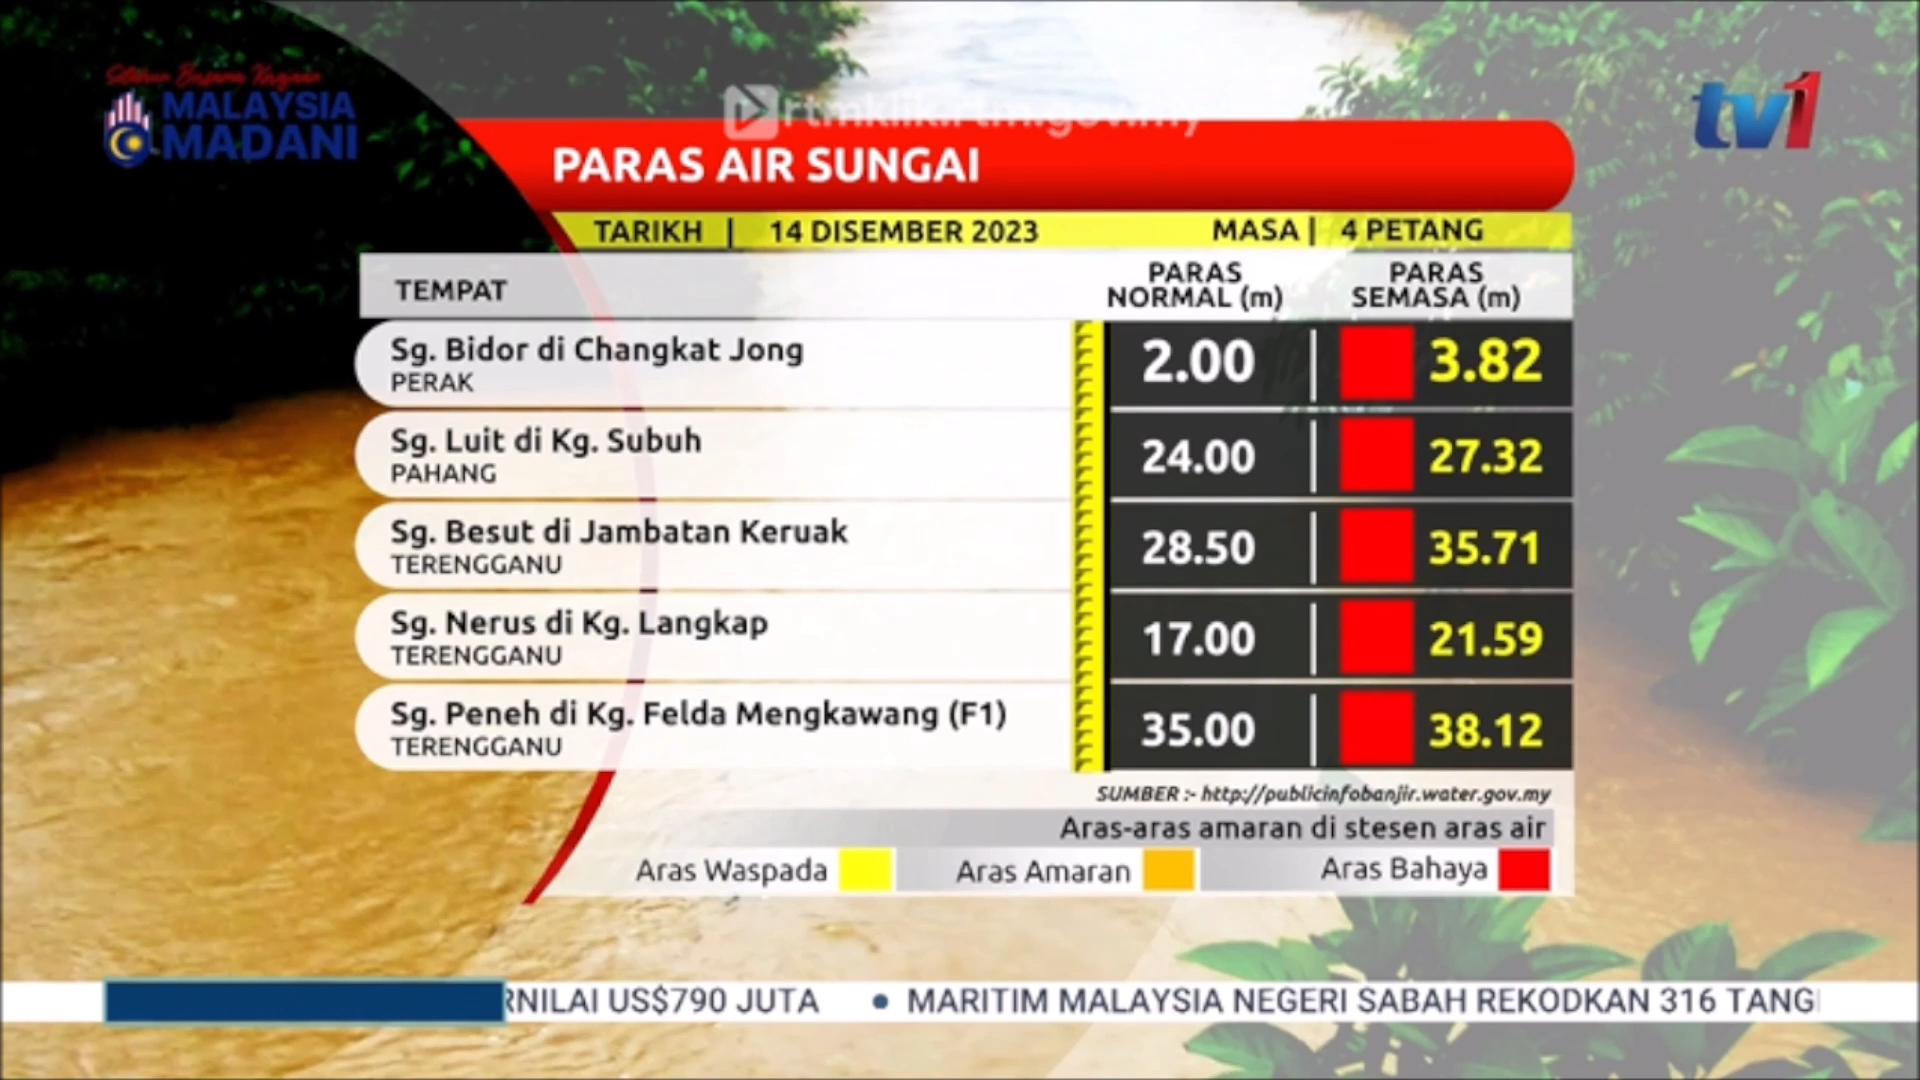 Malaysia Madani
tv1
rtmklik.rtm.gov.my
PARAS AIR SUNGAI
TARIKH | 14 DISEMBER 2023 MASA | 4 PETANG
TEMPAT PARAS NORMAL (m) PARAS SEMASA (m)
Sg. Bidor di Changkat Jong 2.00 3.82
PERAK
Sg. Luit di Kg. Subuh 24.00 27.32
PAHANG
Sg. Besut di Jambatan Keruak 28.50 35.71
TERENGGANU
Sg. Nerus di Kg. Langkap 17.00 21.59
TERENGGANU
Sg. Peneh di Kg. Felda Mengkawang (F1) 35.00 38.12
TERENGGANU
SUMBER :- http://publicinfobanjir.water.gov.my
Aras-aras amaran di stesen aras air
Aras Waspada Aras Amaran Aras Bahaya
RNILAI US$790 JUTA • MARITIM MALAYSIA NEGERI SABAH REKODKAN 316 TANG